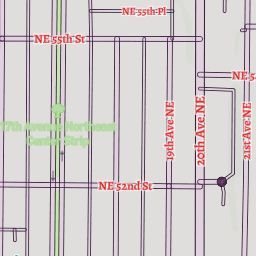 NE 55th Pl
NE 55th St
NE 5
17th Avenue Northeast
Center Strip
19th Ave NE
20th Ave NE
21st Ave NE
NE 52nd St